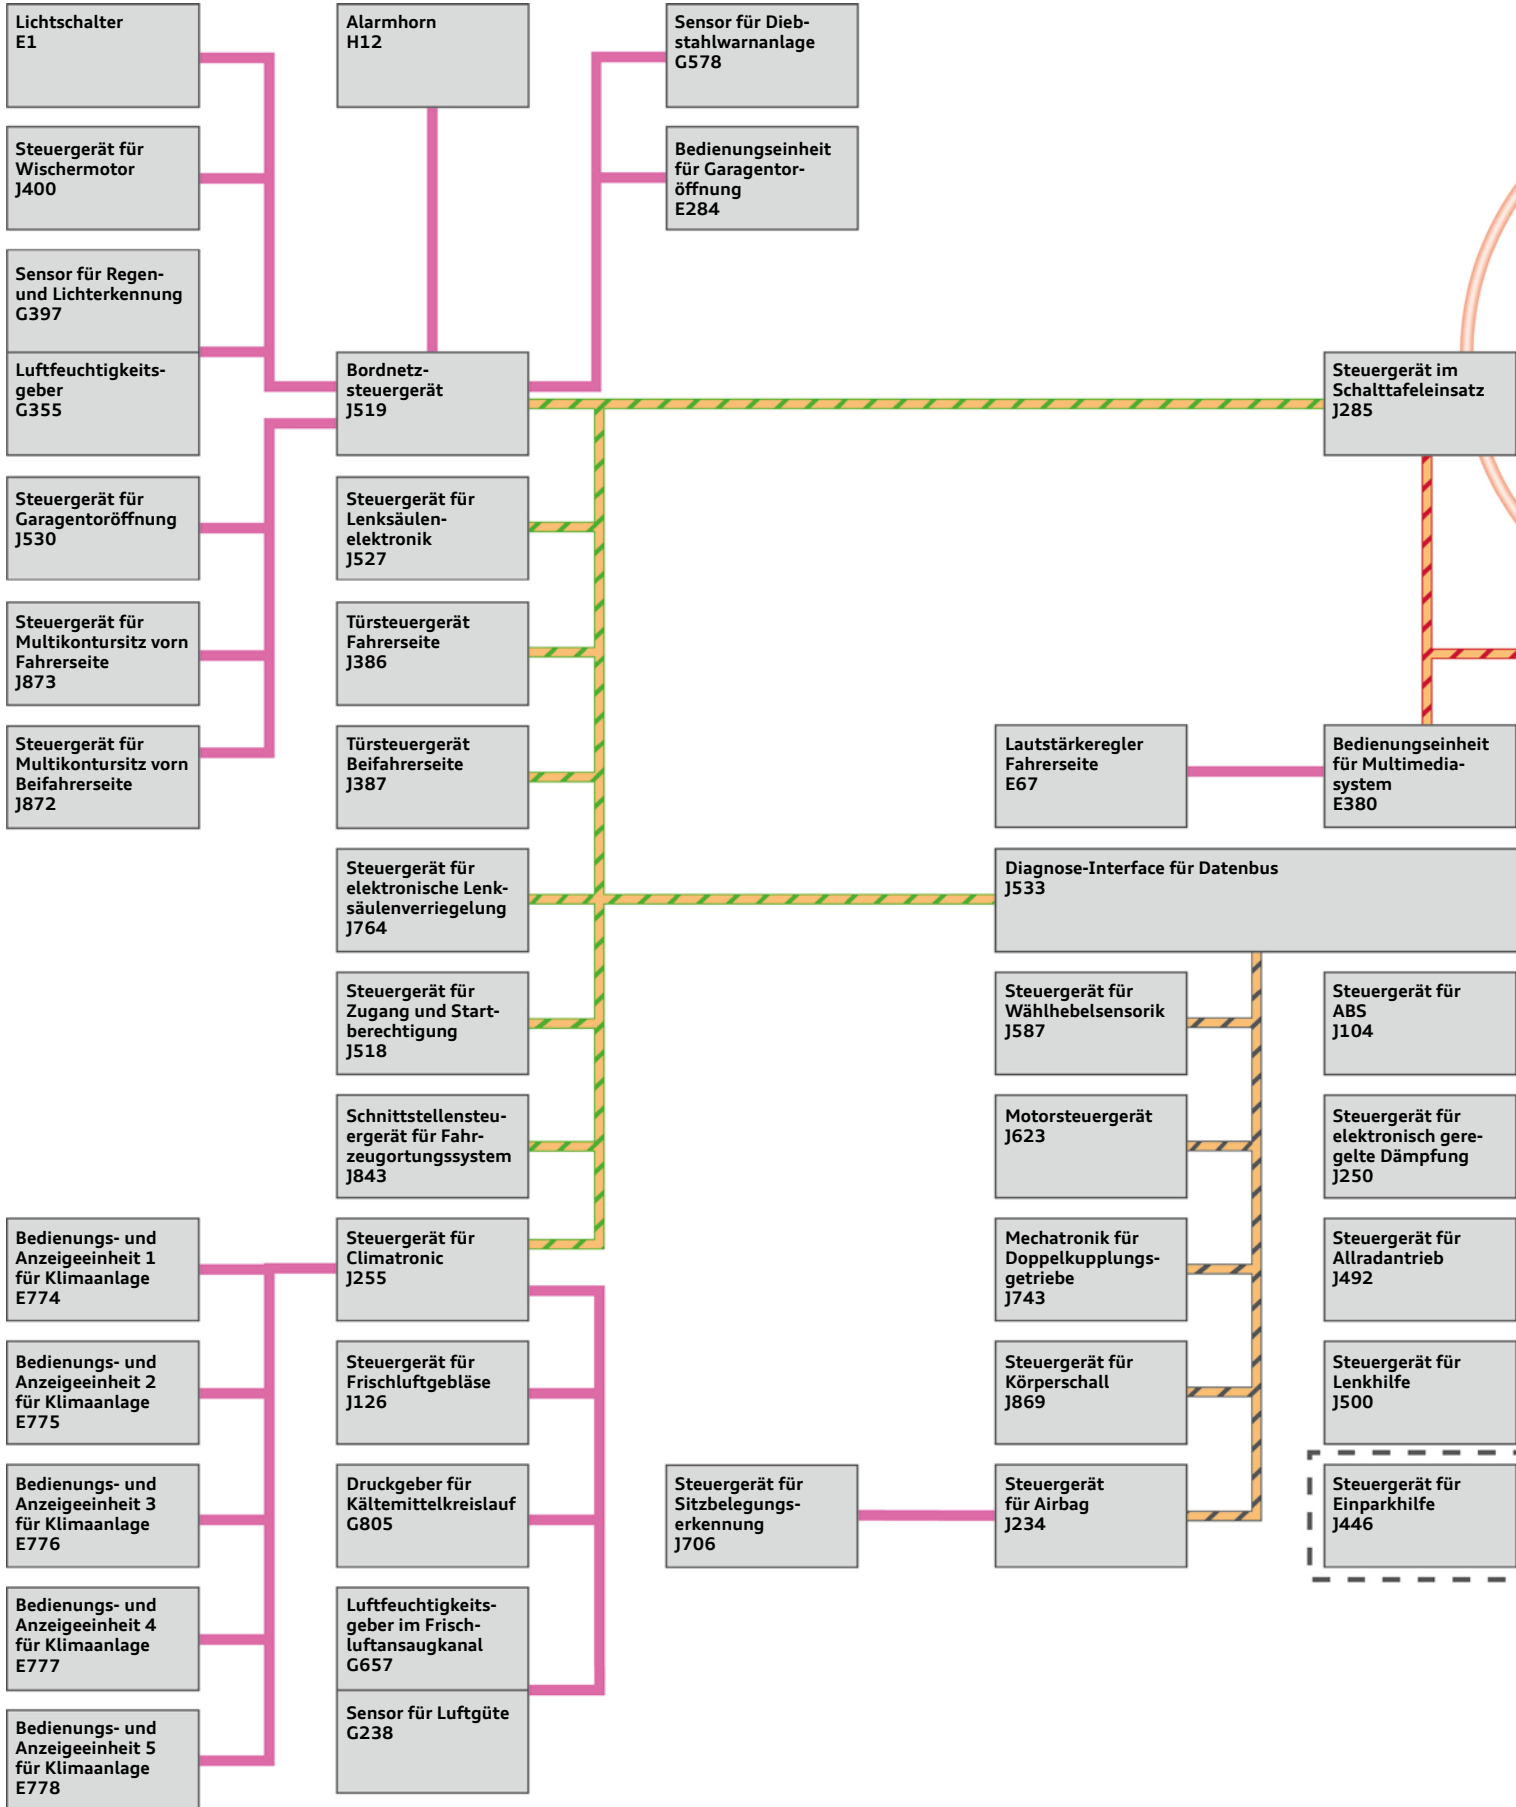 Lichtschalter
E1
Alarmhorn
H12
Sensor für Dieb-
stahlwarnanlage
G578
Steuergerät für
Wischermotor
J400
Bedienungseinheit
für Garagentor-
öffnung
E284
Sensor für Regen-
und Lichterkennung
G397
Luftfeuchtigkeits-
geber
G355
Bordnetz-
steuergerät
J519
Steuergerät im
Schalttafeleinsatz
J285
Steuergerät für
Garagentoröffnung
J530
Steuergerät für
Lenksäulen-
elektronik
J527
Steuergerät für
Multikontursitz vorn
Fahrerseite
J873
Türsteuergerät
Fahrerseite
J386
Steuergerät für
Multikontursitz vorn
Beifahrerseite
J872
Türsteuergerät
Beifahrerseite
J387
Lautstärkeregler
Fahrerseite
E67
Bedienungseinheit
für Multimedia-
system
E380
Steuergerät für
elektronische Lenk-
säulenverriegelung
J764
Diagnose-Interface für Datenbus
J533
Steuergerät für
Zugang und Start-
berechtigung
J518
Steuergerät für
Wählhebelsensorik
J587
Steuergerät für
ABS
J104
Schnittstellensteu-
ergerät für Fahr-
zeugortungssystem
J843
Motorsteuergerät
J623
Steuergerät für
elektronisch gere-
gelte Dämpfung
J250
Bedienungs- und
Anzeigeeinheit 1
für Klimaanlage
E774
Steuergerät für
Climatronic
J255
Mechatronik für
Doppelkupplungs-
getriebe
J743
Steuergerät für
Allradantrieb
J492
Bedienungs- und
Anzeigeeinheit 2
für Klimaanlage
E775
Steuergerät für
Frischluftgebläse
J126
Steuergerät für
Körperschall
J869
Steuergerät für
Lenkhilfe
J500
Bedienungs- und
Anzeigeeinheit 3
für Klimaanlage
E776
Druckgeber für
Kältemittelkreislauf
G805
Steuergerät für
Sitzbelegungs-
erkennung
J706
Steuergerät
für Airbag
J234
Steuergerät für
Einparkhilfe
J446
Bedienungs- und
Anzeigeeinheit 4
für Klimaanlage
E777
Luftfeuchtigkeits-
geber im Frisch-
luftansaugkanal
G657
Sensor für Luftgüte
G238
Bedienungs- und
Anzeigeeinheit 5
für Klimaanlage
E778